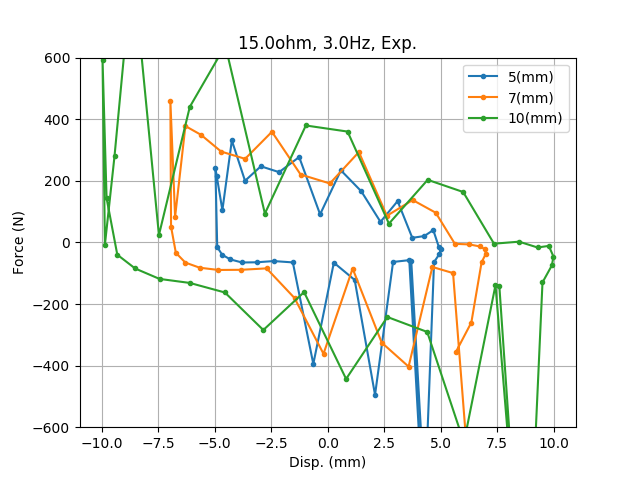 15.0ohm, 3.0Hz, Exp.
5(mm)
7(mm)
10(mm)
600
400
200
0
−200
−400
−600
Force (N)
−10.0 −7.5 −5.0 −2.5 0.0 2.5 5.0 7.5 10.0
Disp. (mm)